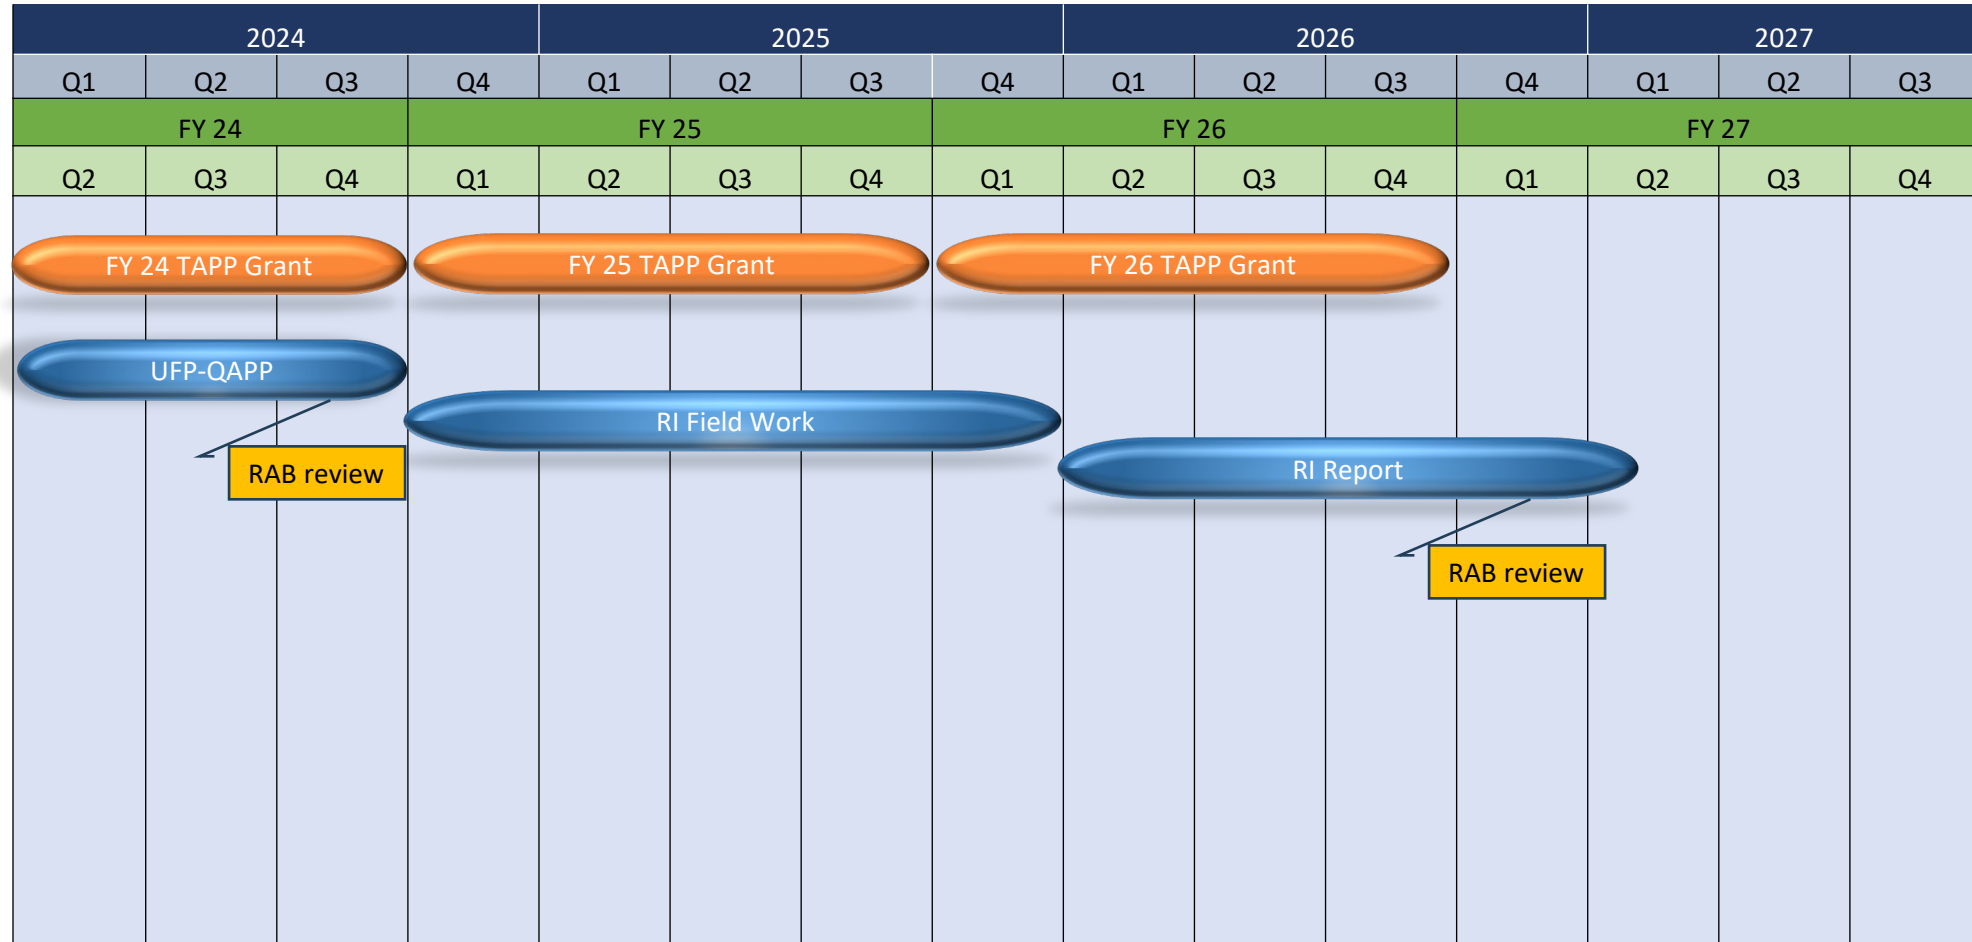 2024 2025 2026 2027
Q1 Q2 Q3 Q4 Q1 Q2 Q3 Q4 Q1 Q2 Q3 Q4 Q1 Q2 Q3
FY 24 FY 25 FY 26 FY 27
Q2 Q3 Q4 Q1 Q2 Q3 Q4 Q1 Q2 Q3 Q4 Q1 Q2 Q3 Q4
FY 24 TAPP Grant FY 25 TAPP Grant FY 26 TAPP Grant
UFP-QAPP
RI Field Work
RAB review
RI Report
RAB review